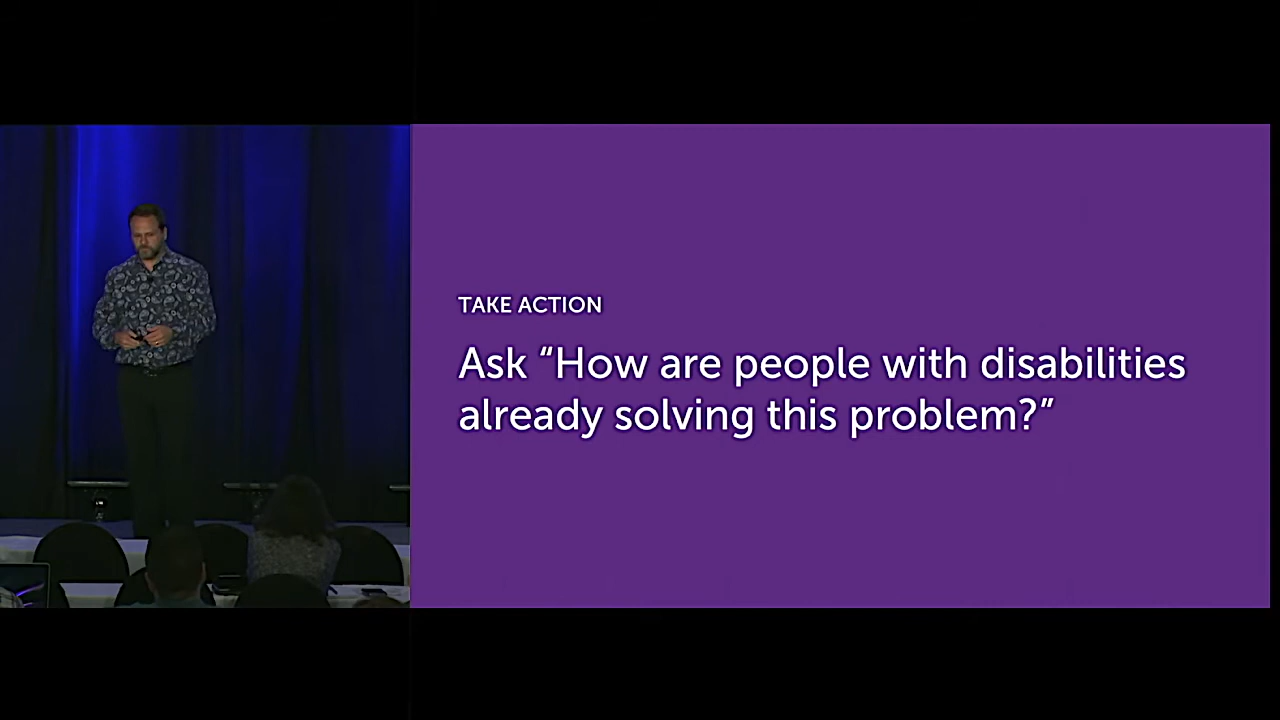 TAKE ACTION
Ask “How are people with disabilities
already solving this problem?”